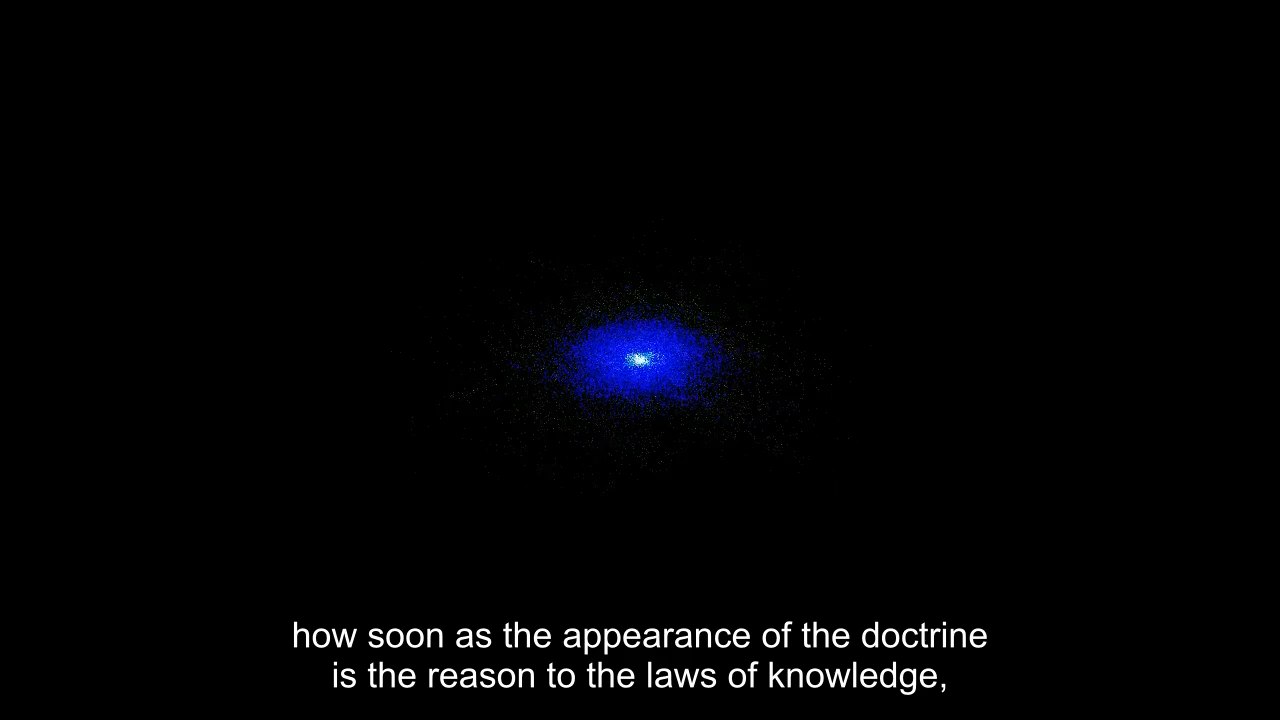 how soon as the appearance of the doctrine
is the reason to the laws of knowledge,